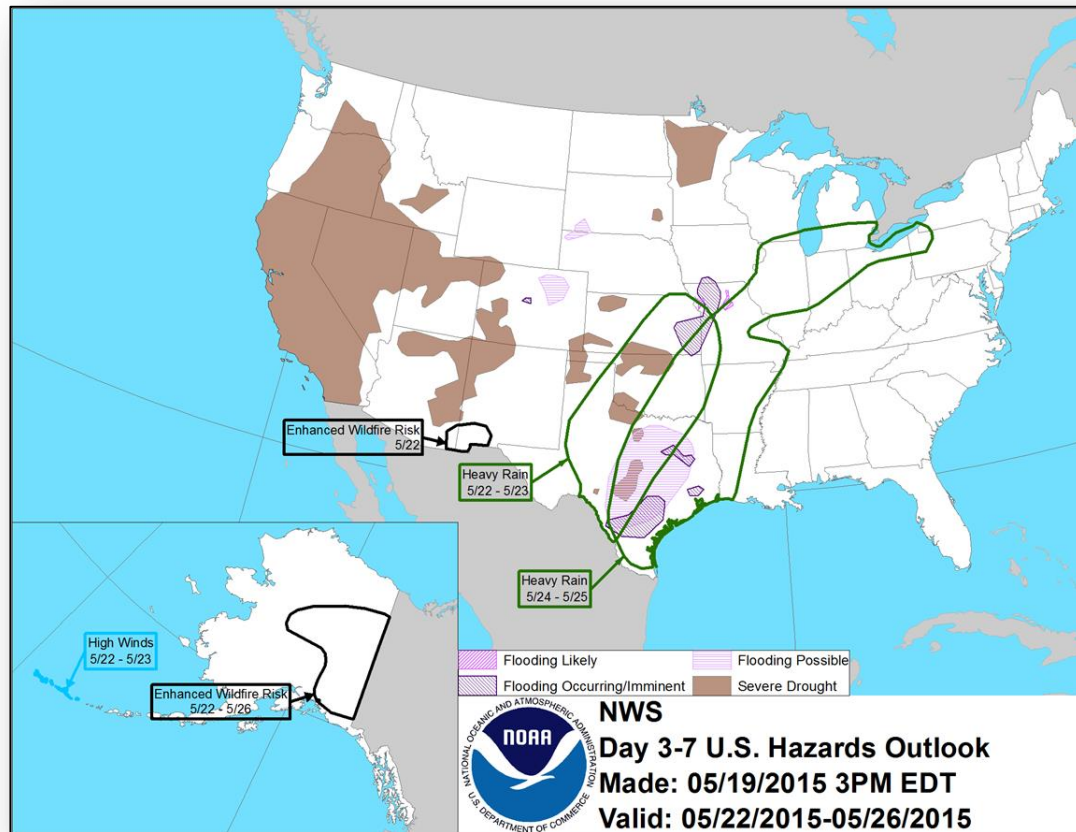 Enhanced Wildfire Risk
5/22
Heavy Rain
5/22 - 5/23
Heavy Rain
5/24 - 5/25
High Winds
5/22 - 5/23
Enhanced Wildfire Risk
5/22 - 5/26
Flooding Likely
Flooding Possible
Flooding Occurring/Imminent
Severe Drought
NATIONAL OCEANIC AND ATMOSPHERIC ADMINISTRATION
NOAA
U.S. DEPARTMENT OF COMMERCE
NWS
Day 3-7 U.S. Hazards Outlook
Made: 05/19/2015 3PM EDT
Valid: 05/22/2015-05/26/2015